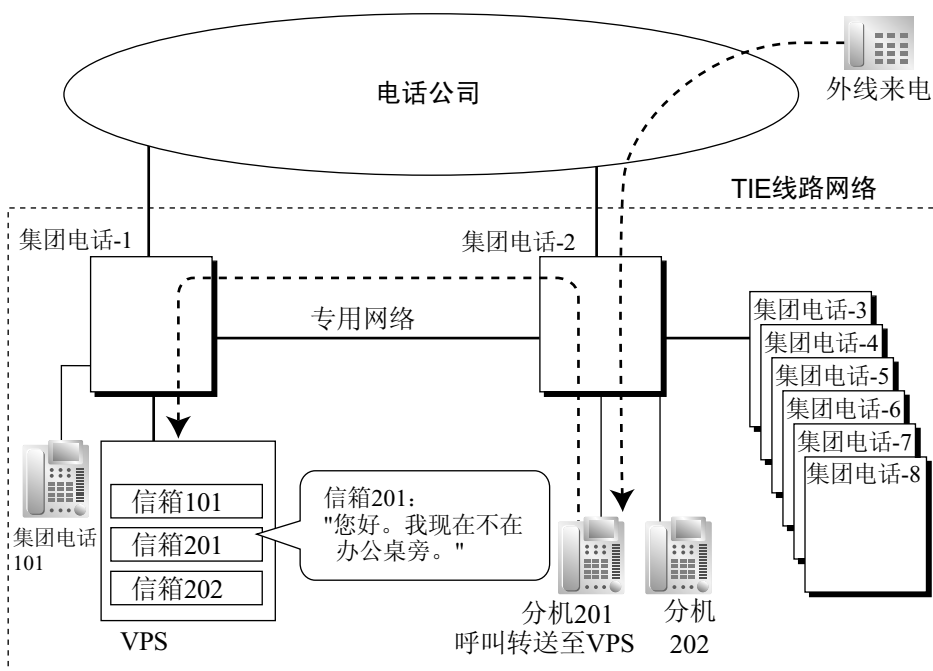 电话公司
外线来电
TIE线路网络
集团电话-1
集团电话-2
专用网络
集团电话-3
集团电话-4
集团电话-5
集团电话-6
集团电话-7
集团电话-8
信箱101
信箱201
信箱202
信箱201:
"您好。我现在不在
办公桌旁。"
集团电话
101
VPS
分机201
呼叫转送至VPS
分机
202